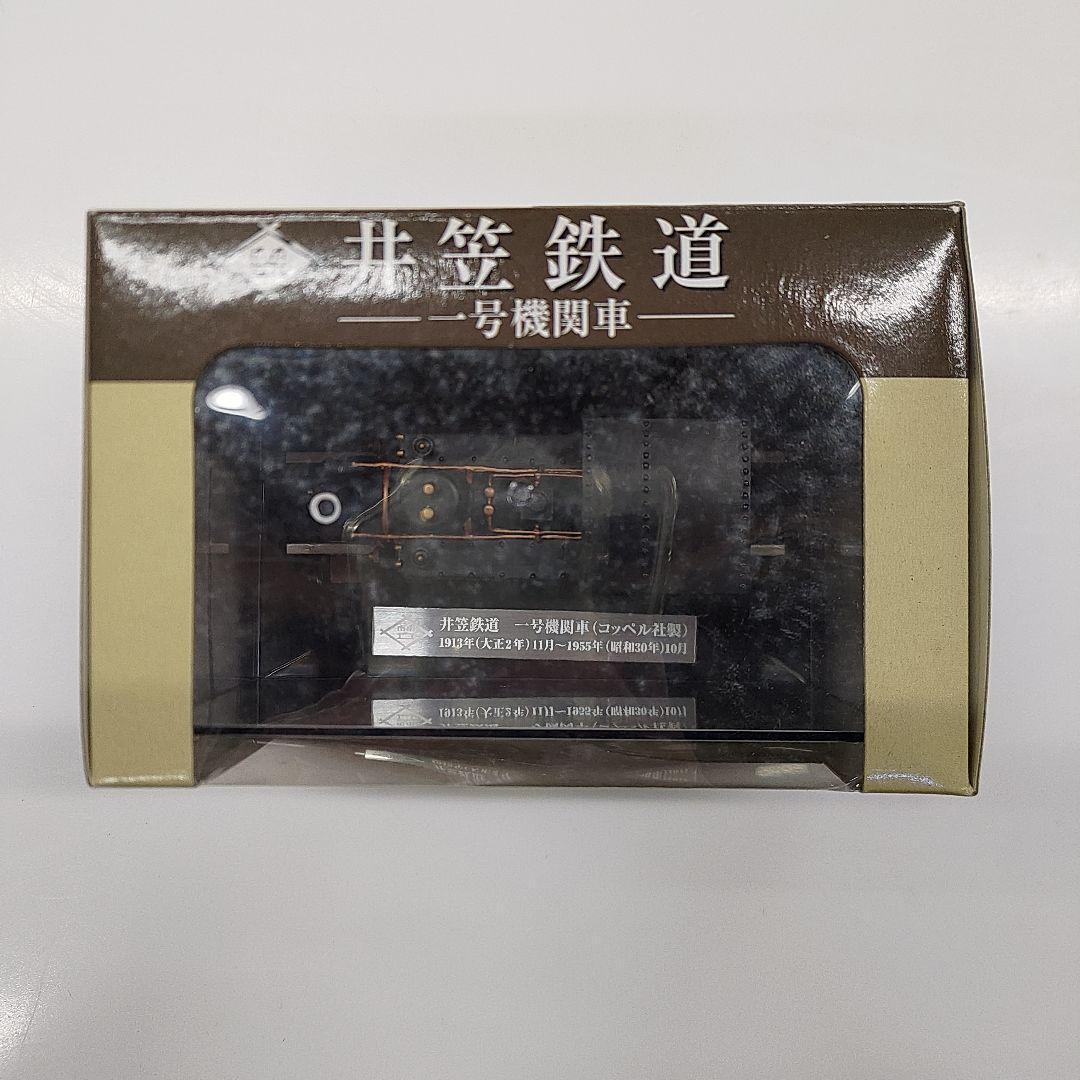 井笠鉄道
一号機関車
井笠鉄道　一号機関車(コッペル社製)
1913年(大正2年)11月～1955年(昭和30年)10月